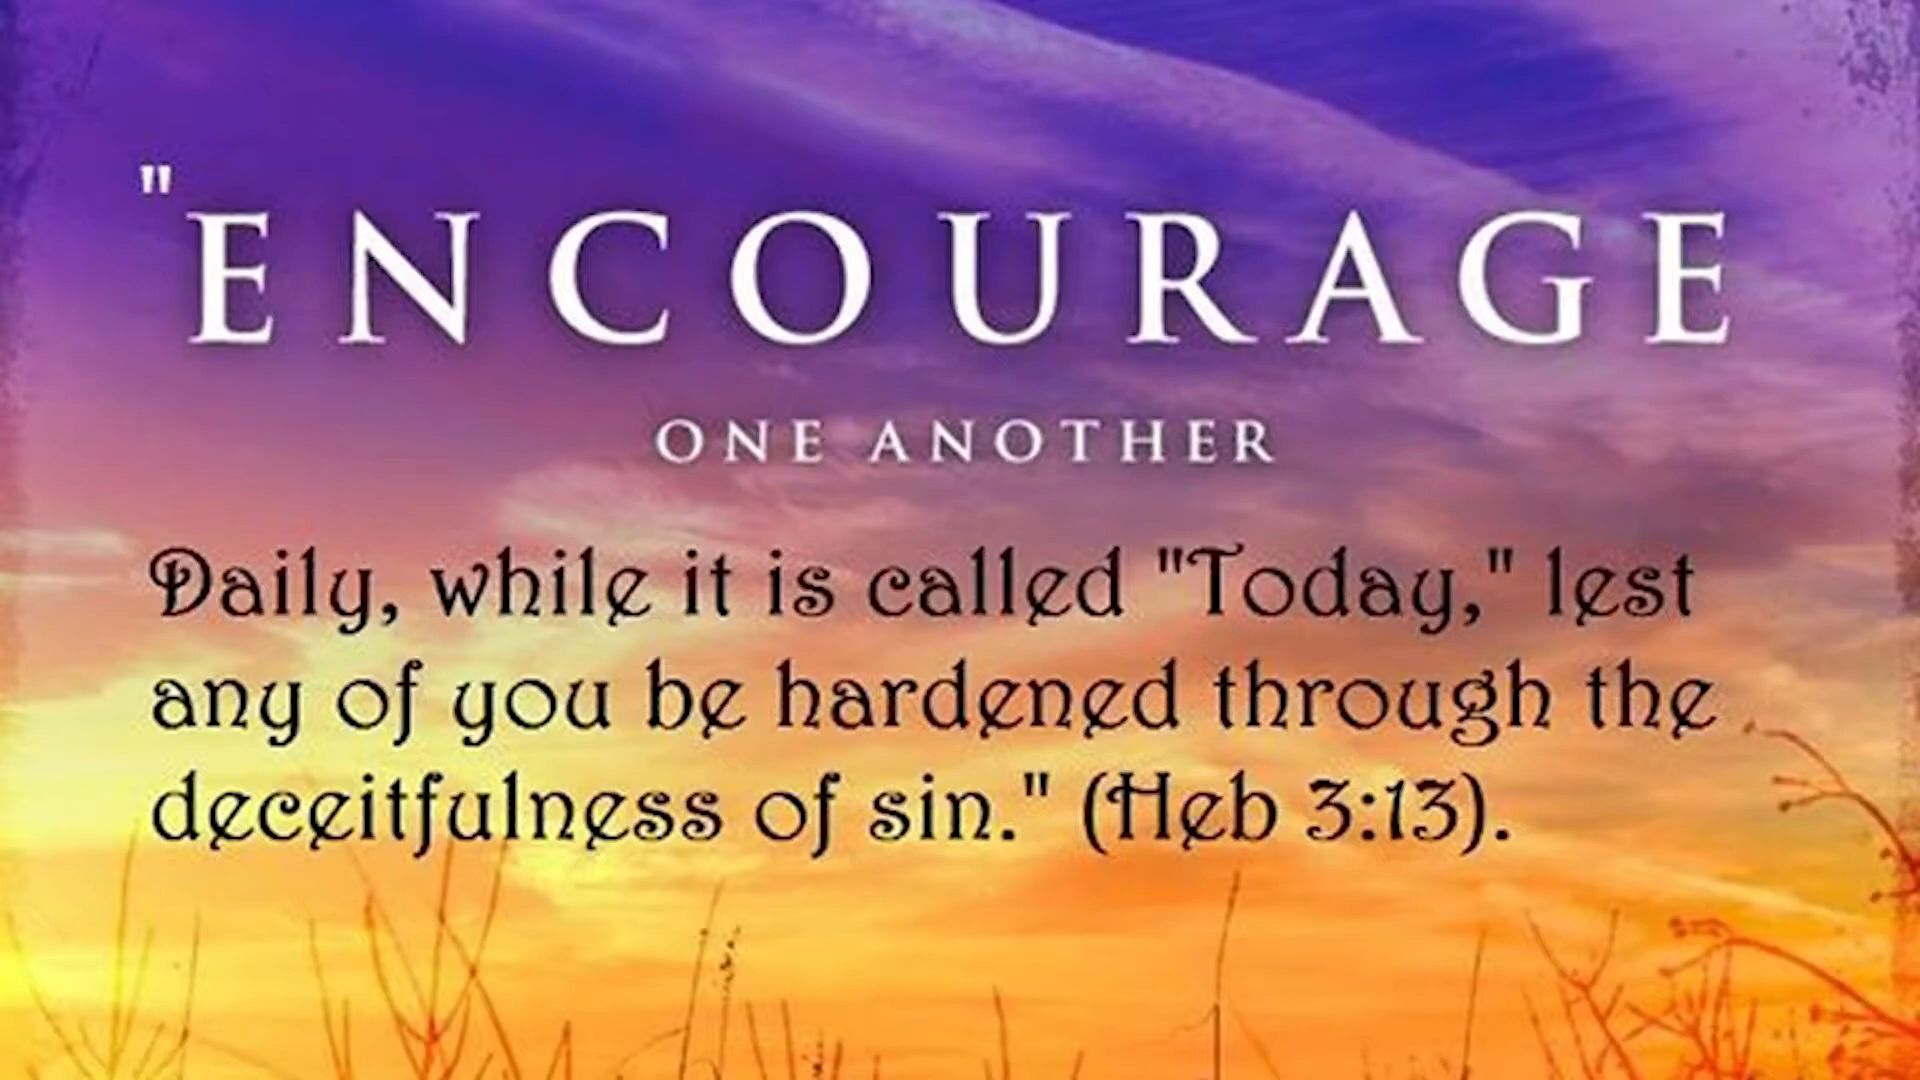 "ENCOURAGE
ONE ANOTHER
Daily, while it is called "Today," lest
any of you be hardened through the
deceitfulness of sin." (Heb 3:13).